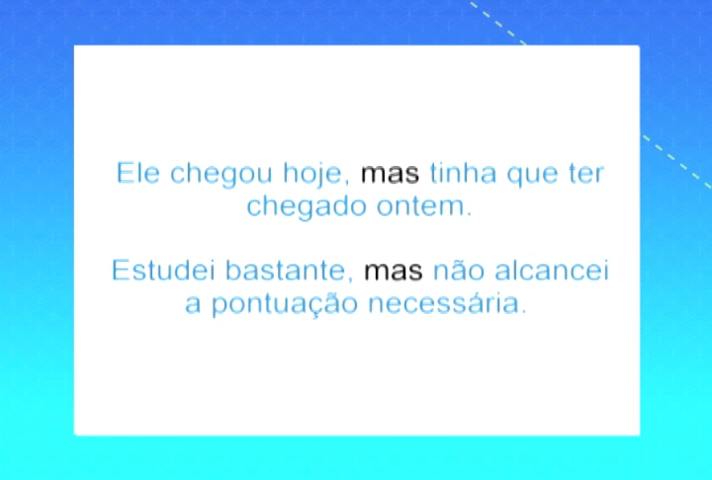 Ele chegou hoje, mas tinha que ter
chegado ontem.
Estudei bastante, mas não alcancei
a pontuação necessária.